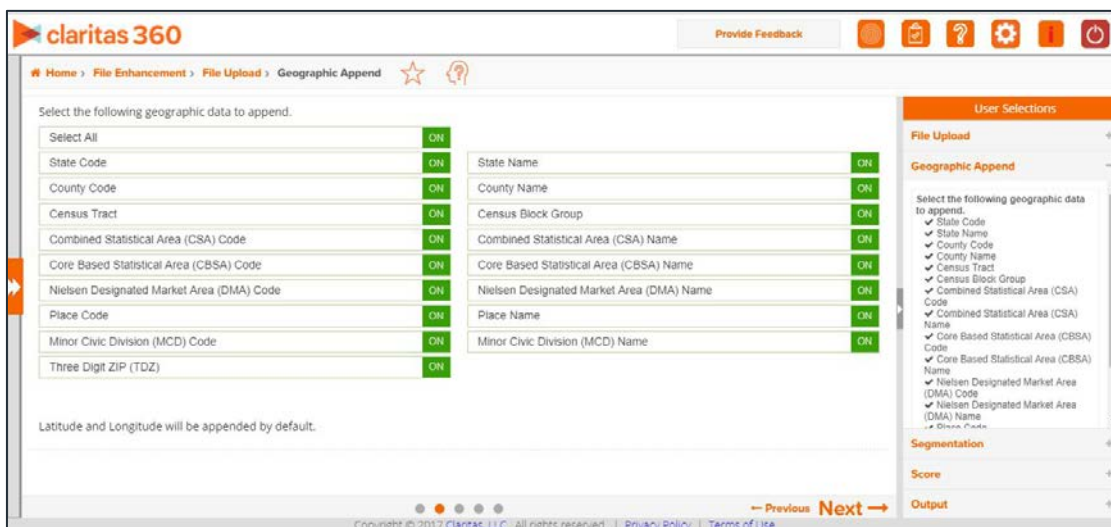 claritas 360
Provide Feedback
Home > File Enhancement > File Upload > Geographic Append
Select the following geographic data to append.
Select All ON
State Code ON State Name ON
County Code ON County Name ON
Census Tract ON Census Block Group ON
Combined Statistical Area (CSA) Code ON Combined Statistical Area (CSA) Name ON
Core Based Statistical Area (CBSA) Code ON Core Based Statistical Area (CBSA) Name ON
Nielsen Designated Market Area (DMA) Code ON Nielsen Designated Market Area (DMA) Name ON
Place Code ON Place Name ON
Minor Civic Division (MCD) Code ON Minor Civic Division (MCD) Name ON
Three Digit ZIP (TDZ) ON
Latitude and Longitude will be appended by default.
← Previous Next →
User Selections
File Upload +
Geographic Append −
Select the following geographic data
to append.
✔ State Code
✔ State Name
✔ County Code
✔ County Name
✔ Census Tract
✔ Census Block Group
✔ Combined Statistical Area (CSA)
Code
✔ Combined Statistical Area (CSA)
Name
✔ Core Based Statistical Area (CBSA)
Code
✔ Core Based Statistical Area (CBSA)
Name
✔ Nielsen Designated Market Area
(DMA) Code
✔ Nielsen Designated Market Area
(DMA) Name
✔ Place Code
Segmentation +
Score +
Output +
Copyright © 2017 Claritas, LLC. All rights reserved. | Privacy Policy | Terms of Use